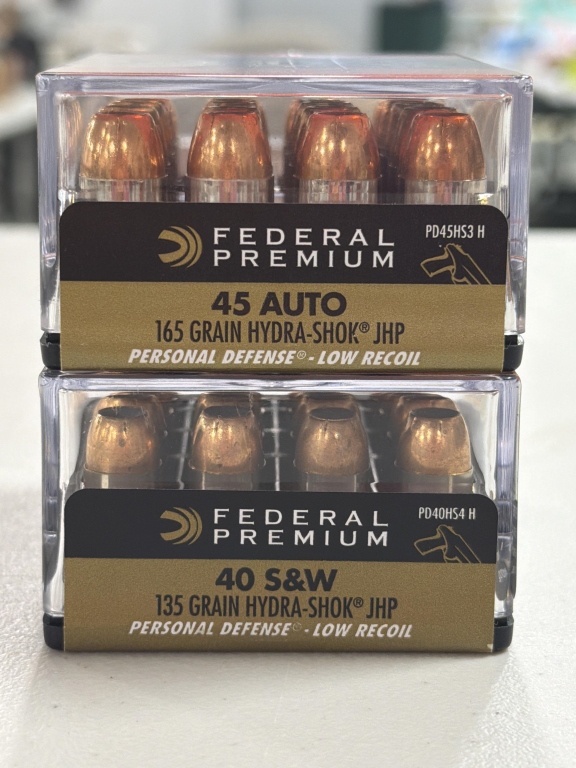 FEDERAL
PREMIUM
PD45HS3 H
45 AUTO
165 GRAIN HYDRA-SHOK® JHP
PERSONAL DEFENSE® - LOW RECOIL
FEDERAL
PREMIUM
PD40HS4 H
40 S&W
135 GRAIN HYDRA-SHOK® JHP
PERSONAL DEFENSE® - LOW RECOIL